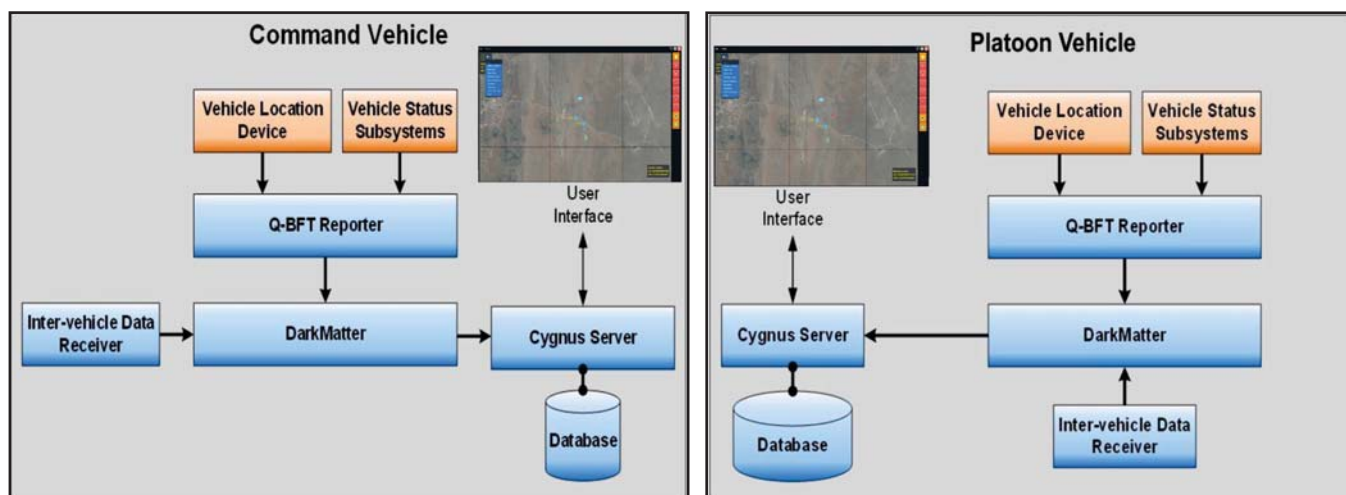 Command Vehicle
Vehicle Location
Device
Vehicle Status
Subsystems
User
Interface
Q-BFT Reporter
Inter-vehicle Data
Receiver
DarkMatter
Cygnus Server
Database
Platoon Vehicle
User
Interface
Vehicle Location
Device
Vehicle Status
Subsystems
Q-BFT Reporter
Cygnus Server
DarkMatter
Database
Inter-vehicle Data
Receiver